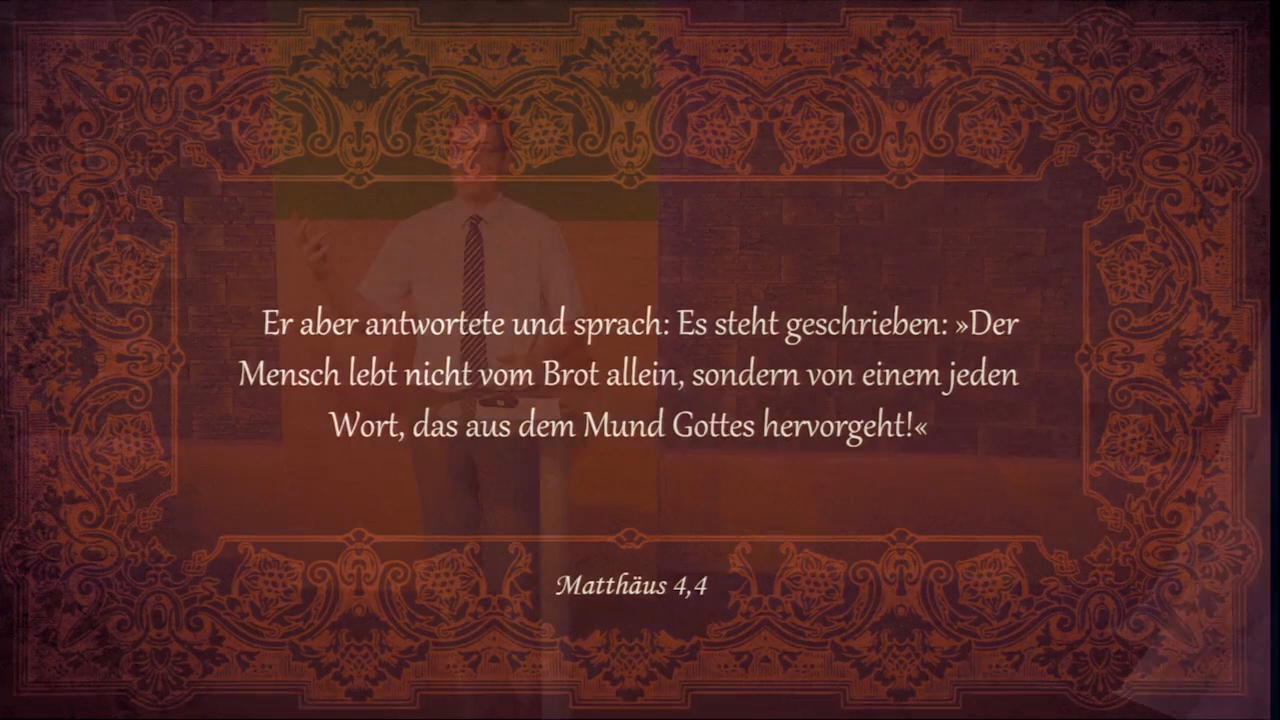 Er aber antwortete und sprach: Es steht geschrieben: »Der
Mensch lebt nicht vom Brot allein, sondern von einem jeden
Wort, das aus dem Mund Gottes hervorgeht!«
Matthäus 4,4